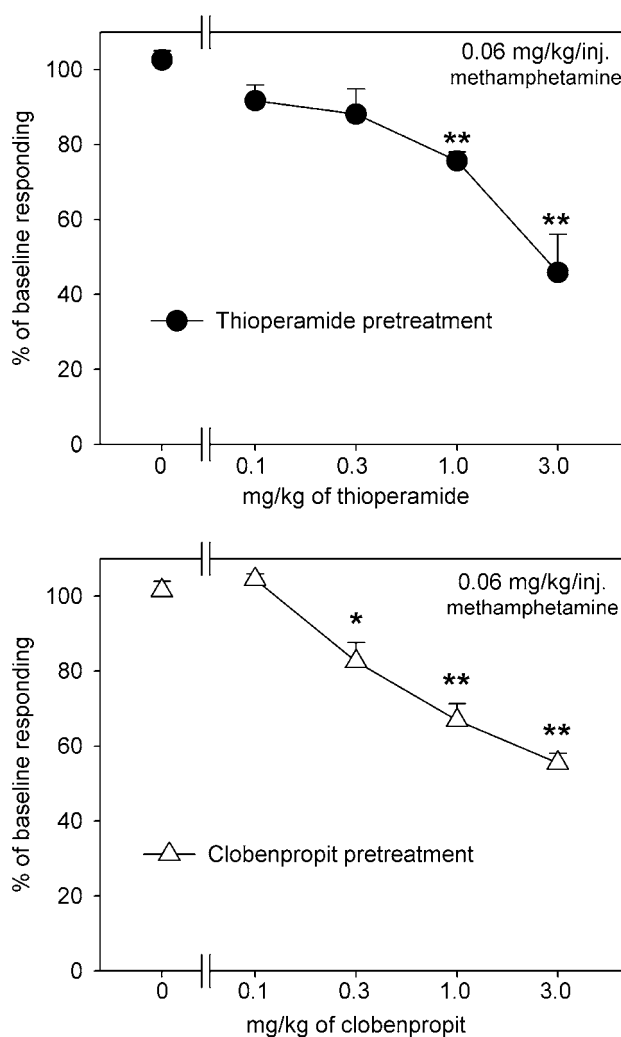 0.06 mg/kg/inj.
methamphetamine
% of baseline responding
100
80
60
40
20
0
**
**
Thioperamide pretreatment
0 0.1 0.3 1.0 3.0
mg/kg of thioperamide
0.06 mg/kg/inj.
methamphetamine
% of baseline responding
100
80
60
40
20
0
*
**
**
Clobenpropit pretreatment
0 0.1 0.3 1.0 3.0
mg/kg of clobenpropit